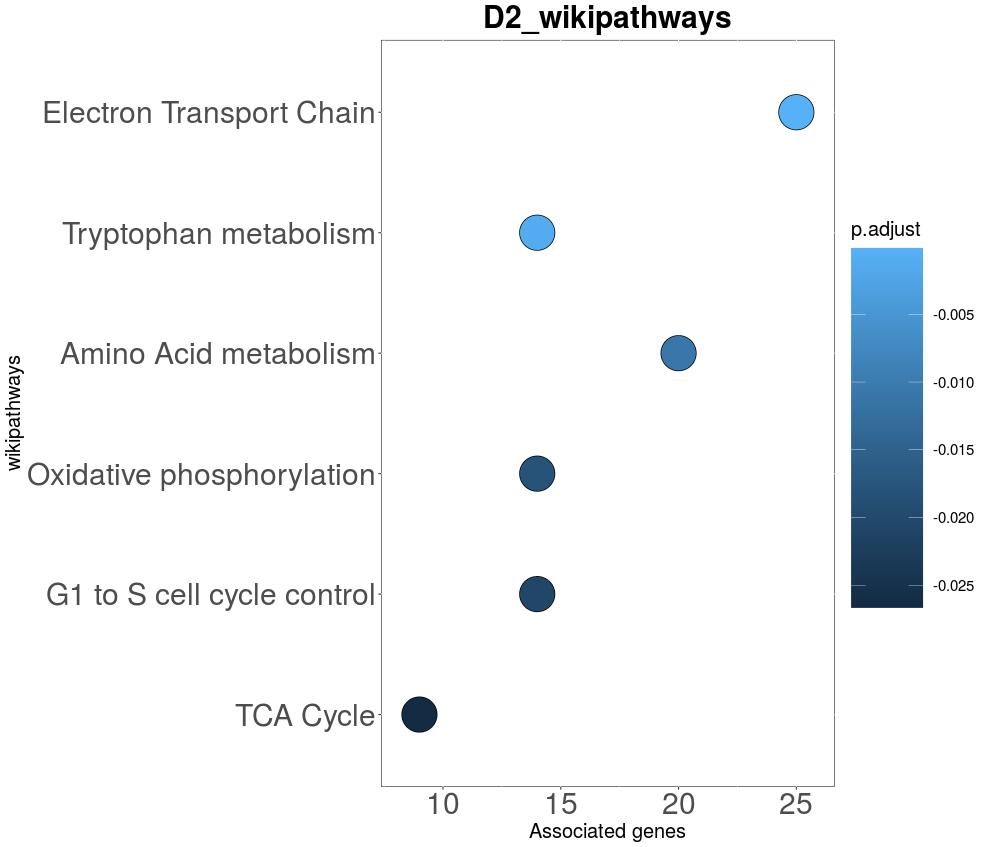 D2_wikipathways
Electron Transport Chain
Tryptophan metabolism
Amino Acid metabolism
Oxidative phosphorylation
G1 to S cell cycle control
TCA Cycle
wikipathways
10 15 20 25
Associated genes
p.adjust
-0.005
-0.010
-0.015
-0.020
-0.025